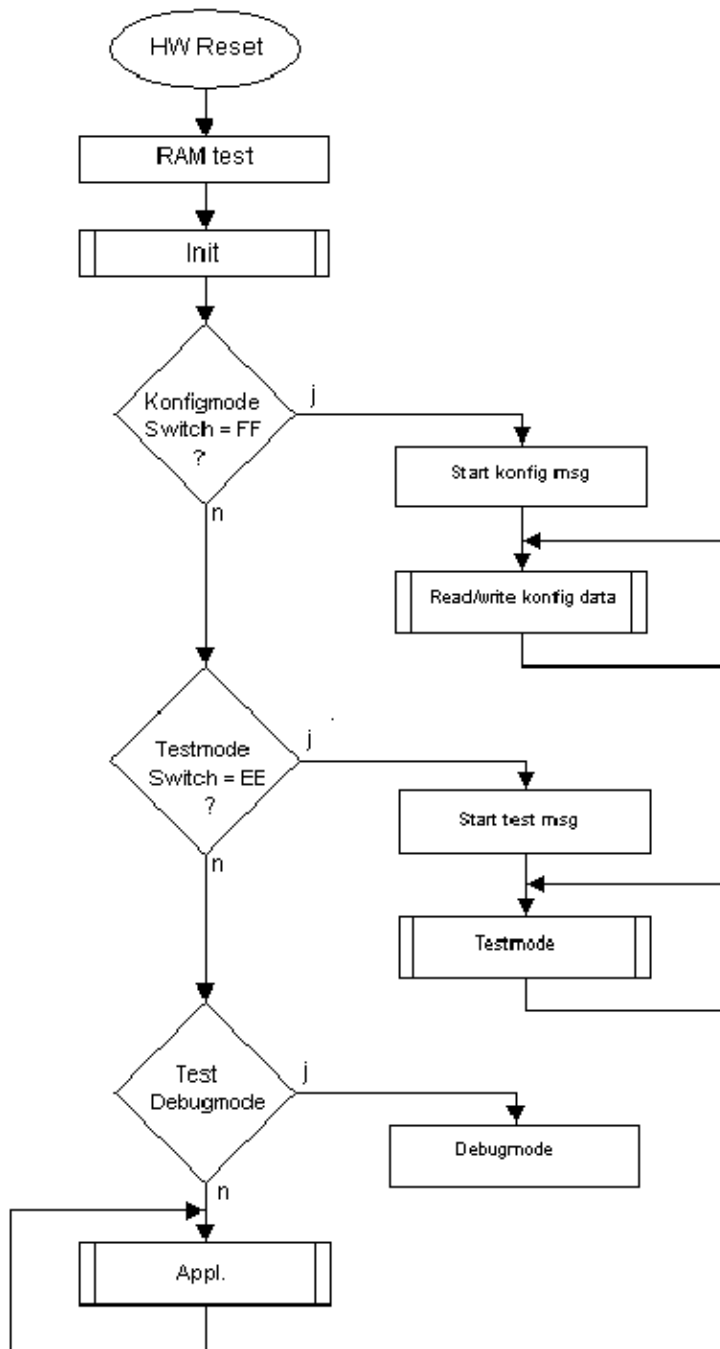 HW Reset
RAM test
Init
Konfigmode
Switch = FF
?
j
n
Start konfig msg
Read/write konfig data
Testmode
Switch = EE
?
j
n
Start test msg
Testmode
Test
Debugmode
j
n
Debugmode
Appl.